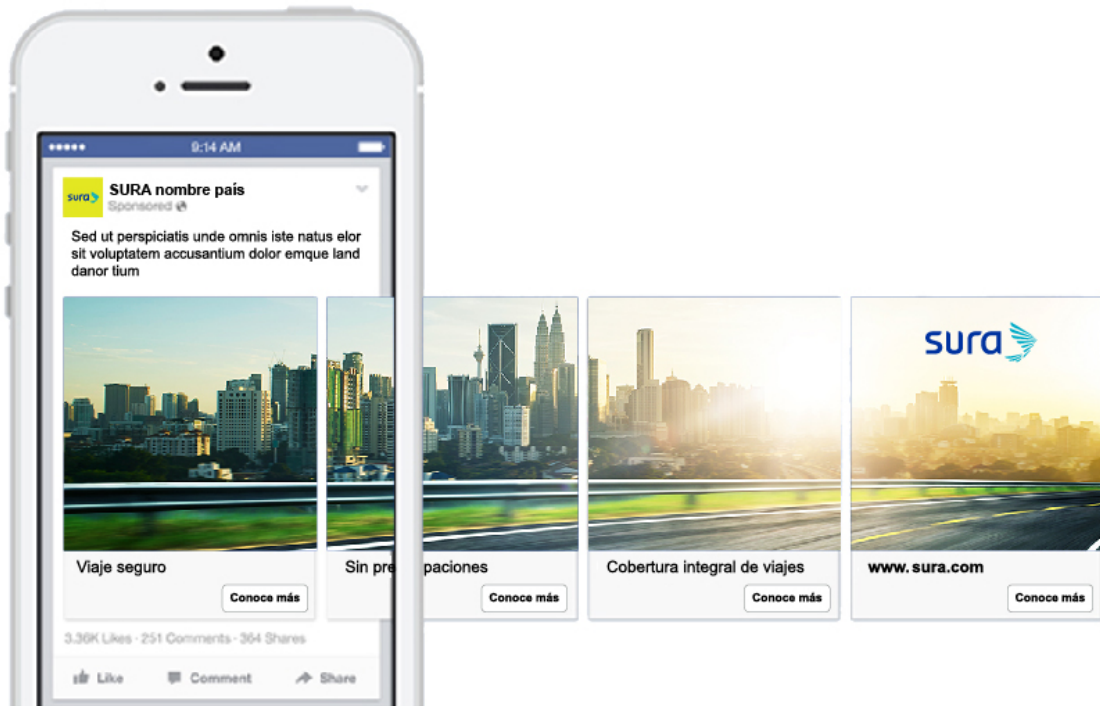 9:14 AM
sura
SURA nombre país
Sponsored
Sed ut perspiciatis unde omnis iste natus elor
sit voluptatem accusantium dolor emque land
danor tium
sura
Viaje seguro
Conoce más
Sin pre paciones
Conoce más
Cobertura integral de viajes
Conoce más
www.sura.com
Conoce más
3.36K Likes · 251 Comments · 364 Shares
Like
Comment
Share